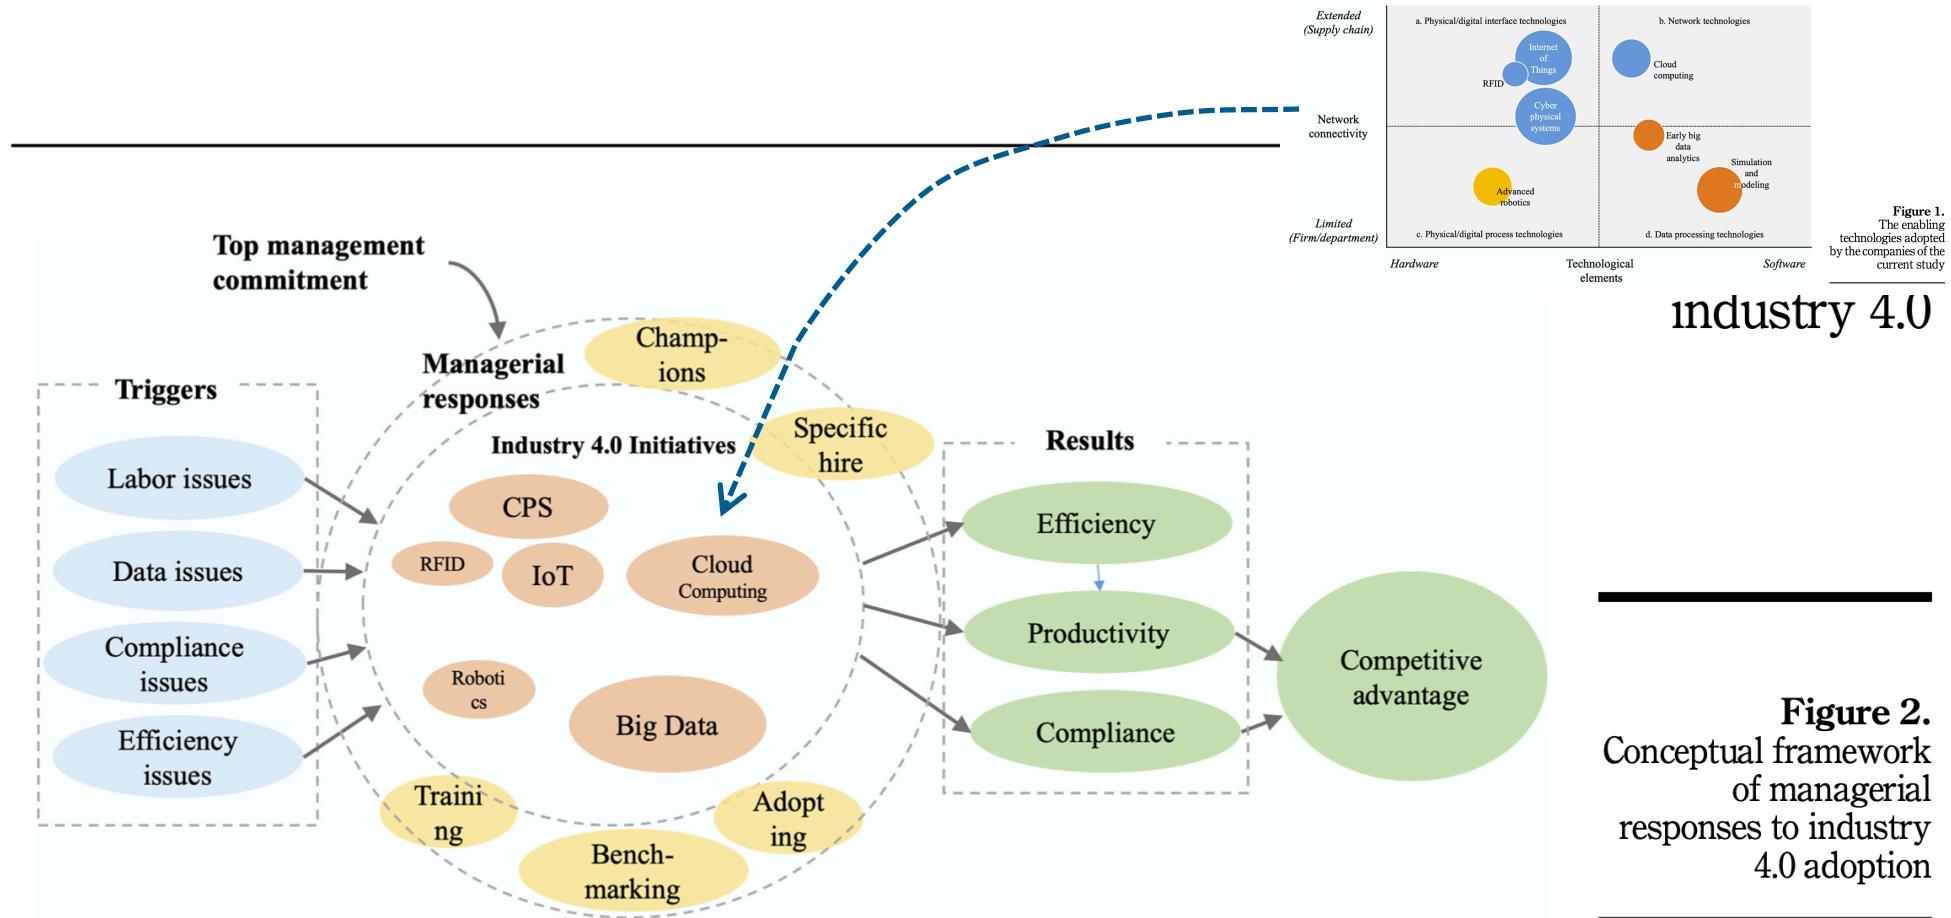 Extended
(Supply chain)
a. Physical/digital interface technologies
b. Network technologies
Internet
of
Things
RFID
Cloud
computing
Cyber
physical
systems
Network
connectivity
Early big
data
analytics
Simulation
and
modeling
Advanced
robotics
Limited
(Firm/department)
c. Physical/digital process technologies
d. Data processing technologies
Hardware
Technological
elements
Software
Figure 1.
The enabling
technologies adopted
by the companies of the
current study
industry 4.0
Top management
commitment
Managerial
responses
Champ-
ions
Specific
hire
Triggers
Labor issues
Data issues
Compliance
issues
Efficiency
issues
Industry 4.0 Initiatives
CPS
RFID
IoT
Cloud
Computing
Roboti
cs
Big Data
Traini
ng
Bench-
marking
Adopt
ing
Results
Efficiency
Productivity
Compliance
Competitive
advantage
Figure 2.
Conceptual framework
of managerial
responses to industry
4.0 adoption